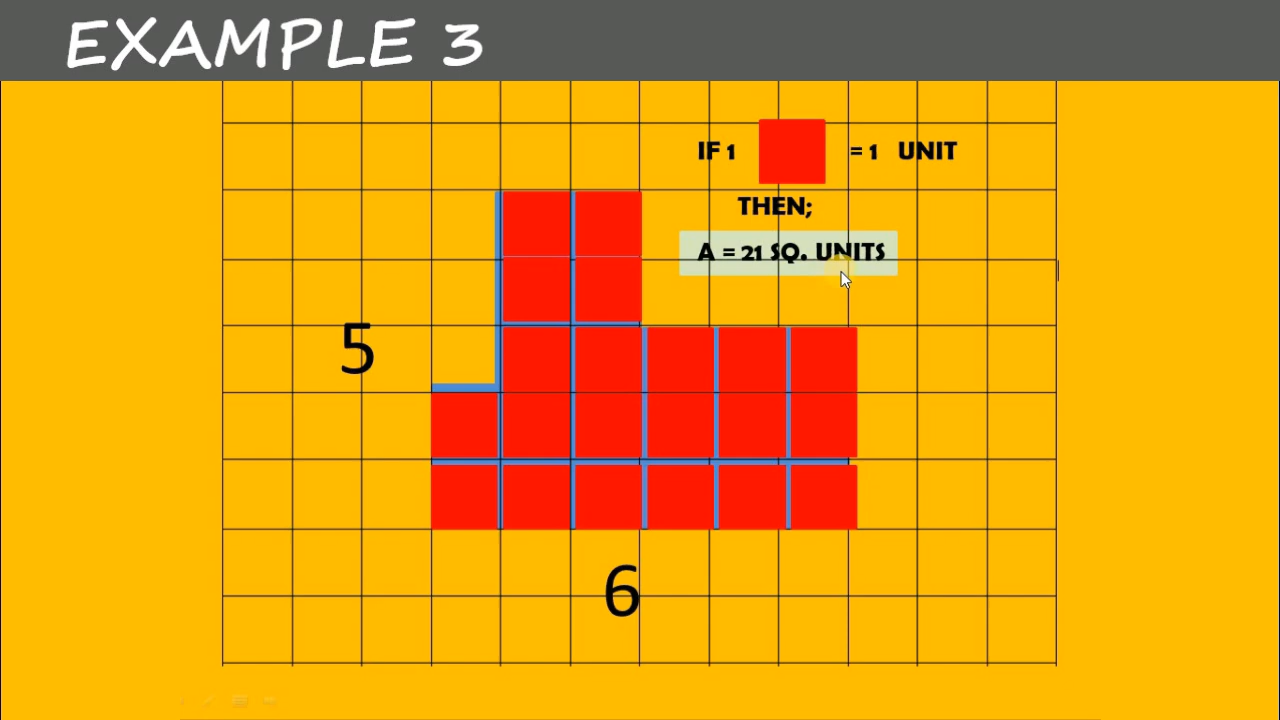 EXAMPLE 3
IF 1 = 1 UNIT
THEN;
A = 21 SQ. UNITS
5
6